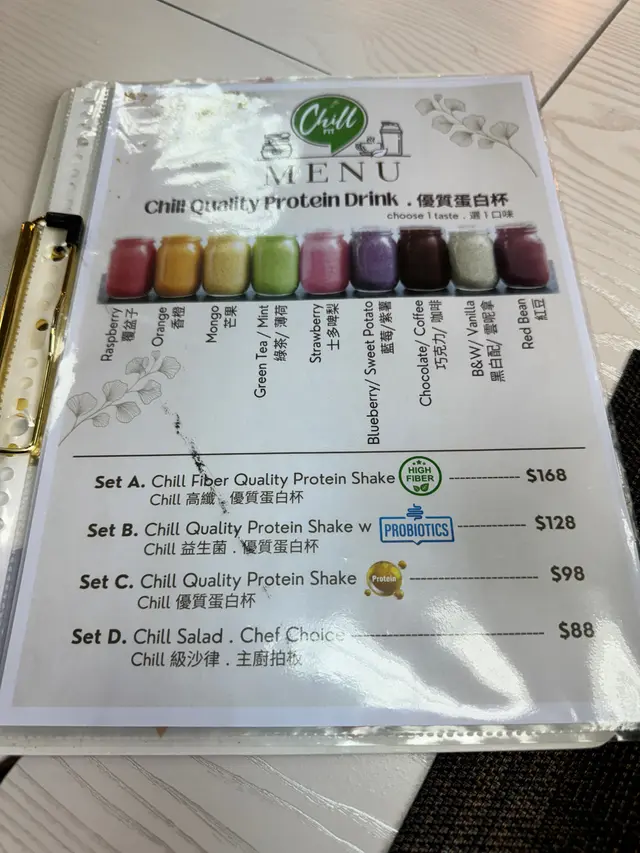 Chill
FIT
MENU
Chill Quality Protein Drink . 優質蛋白杯
choose 1 taste . 選 1 口味
Raspberry
覆盆子
Orange
香橙
Mongo
芒果
Green Tea / Mint
綠茶/ 薄荷
Strawberry
士多啤梨
Blueberry/ Sweet Potato
藍莓/紫薯
Chocolate/ Coffee
巧克力/ 咖啡
B&W/ Vanilla
黑白配/ 雲呢拿
Red Bean
紅豆
Set A. Chill Fiber Quality Protein Shake HIGH FIBER ---------------- $168
Chill 高纖 . 優質蛋白杯
Set B. Chill Quality Protein Shake w PROBIOTICS ---------------- $128
Chill 益生菌 . 優質蛋白杯
Set C. Chill Quality Protein Shake Protein ---------------------- $98
Chill 優質蛋白杯
Set D. Chill Salad . Chef Choice -------------------------------- $88
Chill 級沙律 . 主廚拍板